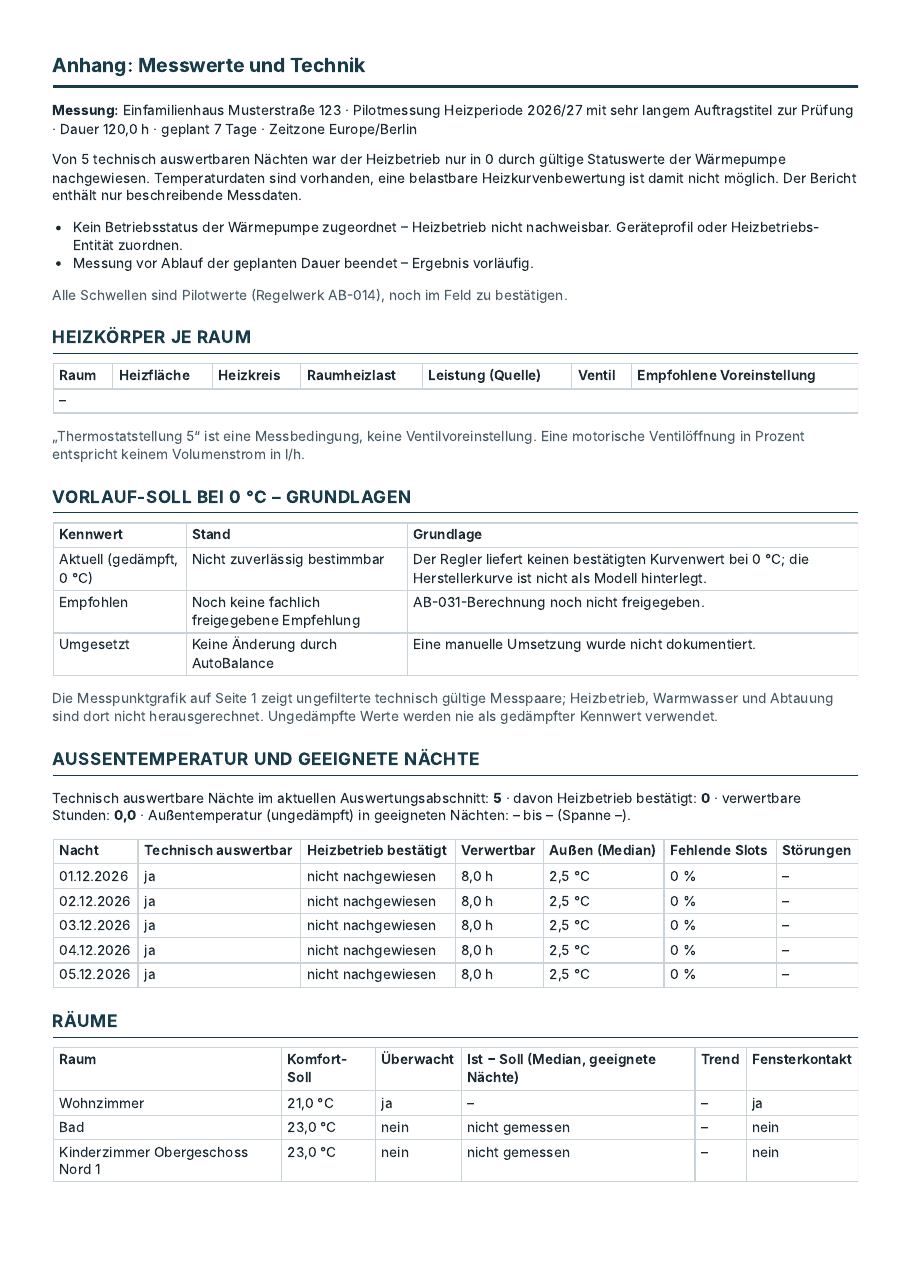 Anhang: Messwerte und Technik
Messung: Einfamilienhaus Musterstraße 123 · Pilotmessung Heizperiode 2026/27 mit sehr langem Auftragstitel zur Prüfung
· Dauer 120,0 h · geplant 7 Tage · Zeitzone Europe/Berlin
Von 5 technisch auswertbaren Nächten war der Heizbetrieb nur in 0 durch gültige Statuswerte der Wärmepumpe
nachgewiesen. Temperaturdaten sind vorhanden, eine belastbare Heizkurvenbewertung ist damit nicht möglich. Der Bericht
enthält nur beschreibende Messdaten.
• Kein Betriebsstatus der Wärmepumpe zugeordnet – Heizbetrieb nicht nachweisbar. Geräteprofil oder Heizbetriebs-
Entität zuordnen.
• Messung vor Ablauf der geplanten Dauer beendet – Ergebnis vorläufig.
Alle Schwellen sind Pilotwerte (Regelwerk AB-014), noch im Feld zu bestätigen.
HEIZKÖRPER JE RAUM
Raum Heizfläche Heizkreis Raumheizlast Leistung (Quelle) Ventil Empfohlene Voreinstellung
–
„Thermostatstellung 5“ ist eine Messbedingung, keine Ventilvoreinstellung. Eine motorische Ventilöffnung in Prozent
entspricht keinem Volumenstrom in l/h.
VORLAUF-SOLL BEI 0 °C – GRUNDLAGEN
Kennwert Stand Grundlage
Aktuell (gedämpft, Nicht zuverlässig bestimmbar Der Regler liefert keinen bestätigten Kurvenwert bei 0 °C; die
0 °C) Herstellerkurve ist nicht als Modell hinterlegt.
Empfohlen Noch keine fachlich AB-031-Berechnung noch nicht freigegeben.
freigegebene Empfehlung
Umgesetzt Keine Änderung durch Eine manuelle Umsetzung wurde nicht dokumentiert.
AutoBalance
Die Messpunktgrafik auf Seite 1 zeigt ungefilterte technisch gültige Messpaare; Heizbetrieb, Warmwasser und Abtauung
sind dort nicht herausgerechnet. Ungedämpfte Werte werden nie als gedämpfter Kennwert verwendet.
AUSSENTEMPERATUR UND GEEIGNETE NÄCHTE
Technisch auswertbare Nächte im aktuellen Auswertungsabschnitt: 5 · davon Heizbetrieb bestätigt: 0 · verwertbare
Stunden: 0,0 · Außentemperatur (ungedämpft) in geeigneten Nächten: – bis – (Spanne –).
Nacht Technisch auswertbar Heizbetrieb bestätigt Verwertbar Außen (Median) Fehlende Slots Störungen
01.12.2026 ja nicht nachgewiesen 8,0 h 2,5 °C 0 % –
02.12.2026 ja nicht nachgewiesen 8,0 h 2,5 °C 0 % –
03.12.2026 ja nicht nachgewiesen 8,0 h 2,5 °C 0 % –
04.12.2026 ja nicht nachgewiesen 8,0 h 2,5 °C 0 % –
05.12.2026 ja nicht nachgewiesen 8,0 h 2,5 °C 0 % –
RÄUME
Raum Komfort- Überwacht Ist − Soll (Median, geeignete Trend Fensterkontakt
Soll Nächte)
Wohnzimmer 21,0 °C ja – – ja
Bad 23,0 °C nein nicht gemessen – nein
Kinderzimmer Obergeschoss 23,0 °C nein nicht gemessen – nein
Nord 1